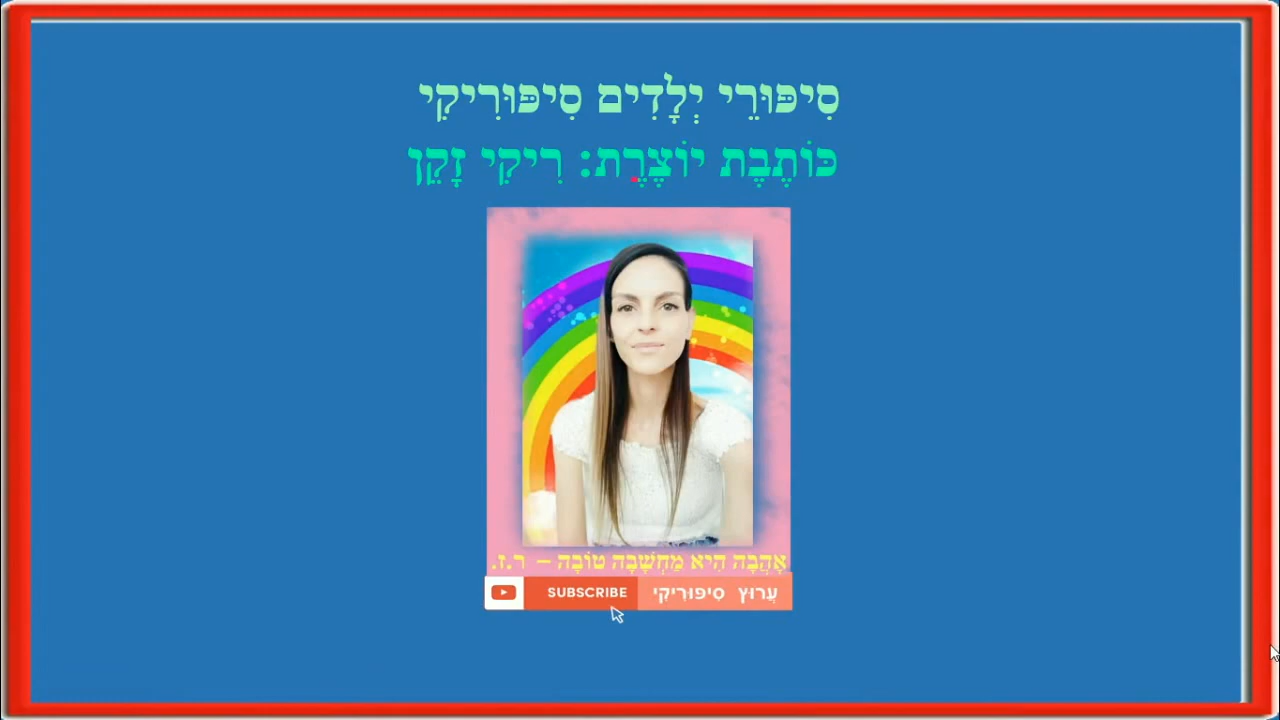 סִיפּוּרֵי יְלָדִים סִיפּוּרִיקִי
כּוֹתֶבֶת יוֹצֶרֶת: רִיקִי זָקֵן
אַהֲבָה הִיא מַחְשָׁבָה טוֹבָה – ר.ז.
SUBSCRIBE עֲרוּץ סִיפּוּרִיקִי